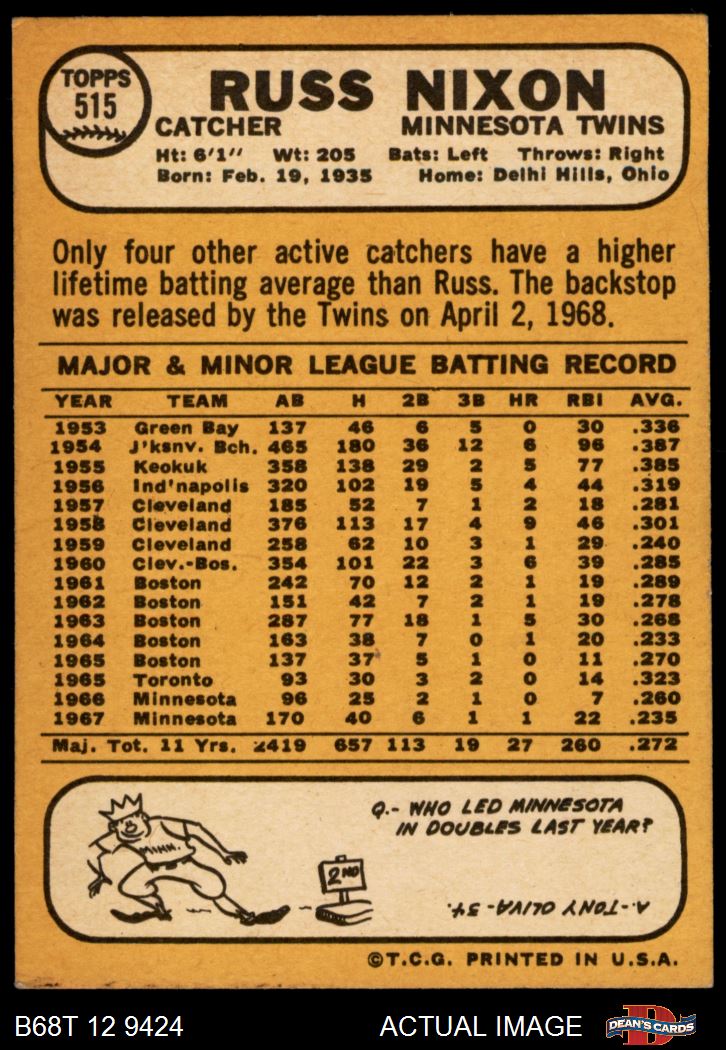 TOPPS
515
RUSS NIXON
CATCHER MINNESOTA TWINS
Ht: 6'1" Wt: 205 Bats: Left Throws: Right
Born: Feb. 19, 1935 Home: Delhi Hills, Ohio
Only four other active catchers have a higher
lifetime batting average than Russ. The backstop
was released by the Twins on April 2, 1968.
MAJOR & MINOR LEAGUE BATTING RECORD
YEAR TEAM AB H 2B 3B HR RBI AVG.
1953 Green Bay 137 46 6 5 0 30 .336
1954 J'ksnv. Bch. 465 180 36 12 6 96 .387
1955 Keokuk 358 138 29 2 5 77 .385
1956 Ind'napolis 320 102 19 5 4 44 .319
1957 Cleveland 185 52 7 1 2 18 .281
1958 Cleveland 376 113 17 4 9 46 .301
1959 Cleveland 258 62 10 3 1 29 .240
1960 Clev.-Bos. 354 101 22 3 6 39 .285
1961 Boston 242 70 12 2 1 19 .289
1962 Boston 151 42 7 2 1 19 .278
1963 Boston 287 77 18 1 5 30 .268
1964 Boston 163 38 7 0 1 20 .233
1965 Boston 137 37 5 1 0 11 .270
1965 Toronto 93 30 3 2 0 14 .323
1966 Minnesota 96 25 2 1 0 7 .260
1967 Minnesota 170 40 6 1 1 22 .235
Maj. Tot. 11 Yrs. 2419 657 113 19 27 260 .272
MINN.
2ND
Q.- WHO LED MINNESOTA
IN DOUBLES LAST YEAR?
A.-TONY OLIVA-34.
©T.C.G. PRINTED IN U.S.A.
B68T 12 9424 ACTUAL IMAGE D DEAN'S CARDS